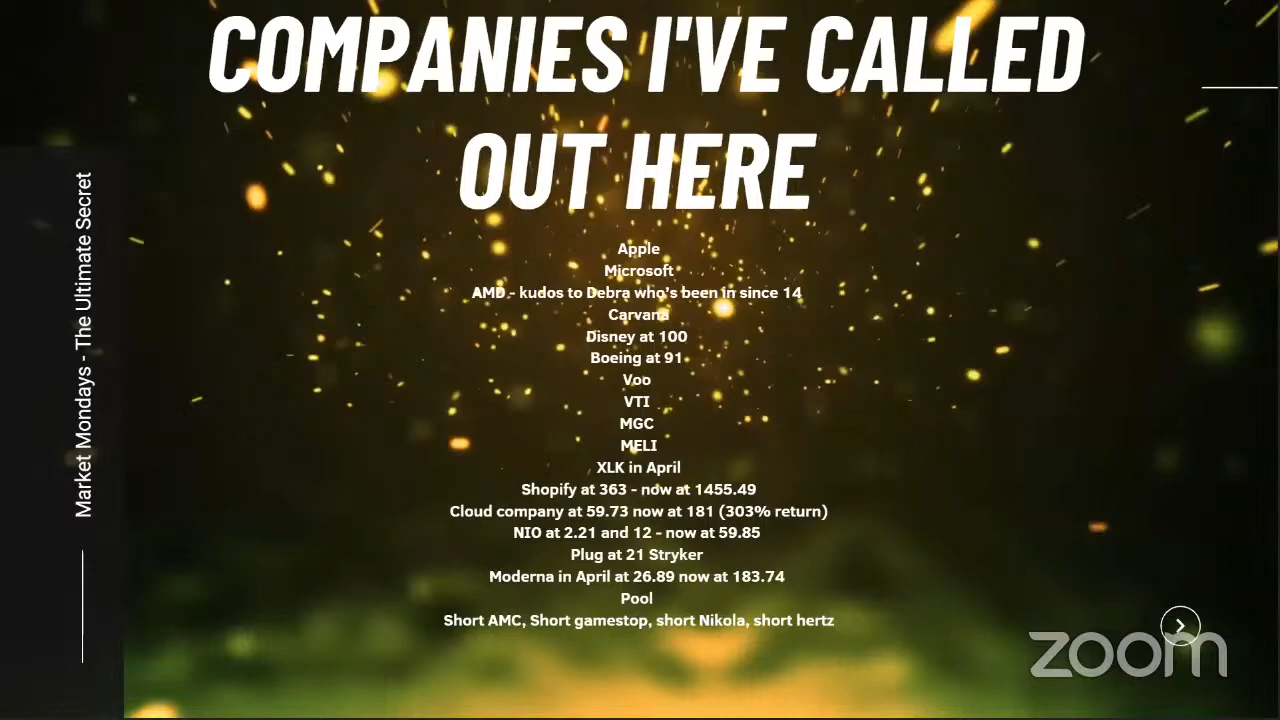 COMPANIES I'VE CALLED
OUT HERE
Market Mondays - The Ultimate Secret
Apple
Microsoft
AMD - kudos to Debra who's been in since 14
Carvana
Disney at 100
Boeing at 91
Voo
VTI
MGC
MELI
XLK in April
Shopify at 363 - now at 1455.49
Cloud company at 59.73 now at 181 (303% return)
NIO at 2.21 and 12 - now at 59.85
Plug at 21 Stryker
Moderna in April at 26.89 now at 183.74
Pool
Short AMC, Short gamestop, short Nikola, short hertz
zoom